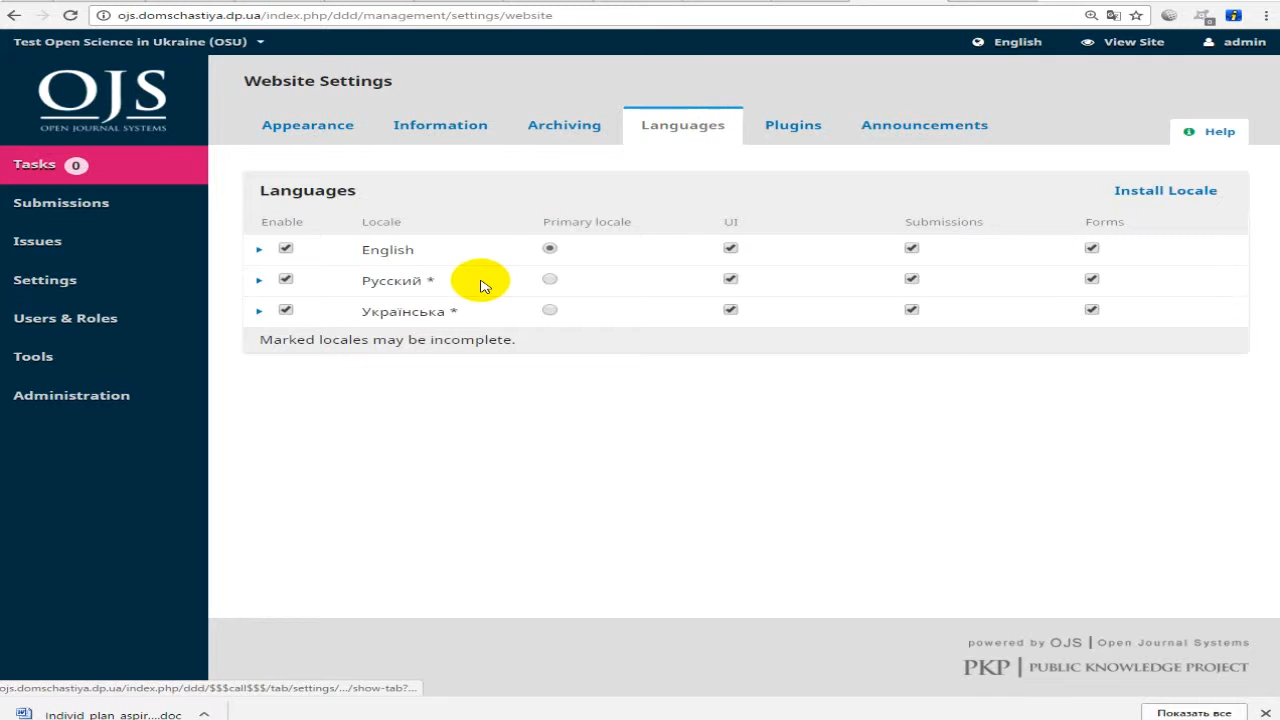 ojs.domschastiya.dp.ua/index.php/ddd/management/settings/website
Test Open Science in Ukraine (OSU)
English
View Site
admin
OJS
OPEN JOURNAL SYSTEMS
Tasks 0
Submissions
Issues
Settings
Users & Roles
Tools
Administration
Website Settings
Appearance
Information
Archiving
Languages
Plugins
Announcements
Help
Languages
Install Locale
Enable Locale Primary locale UI Submissions Forms
English
Русский *
Українська *
Marked locales may be incomplete.
powered by OJS | Open Journal Systems
PKP | PUBLIC KNOWLEDGE PROJECT
ojs.domschastiya.dp.ua/index.php/ddd/$$$call$$$/tab/settings/.../show-tab?...
Individ_plan_aspir....doc
Показать все